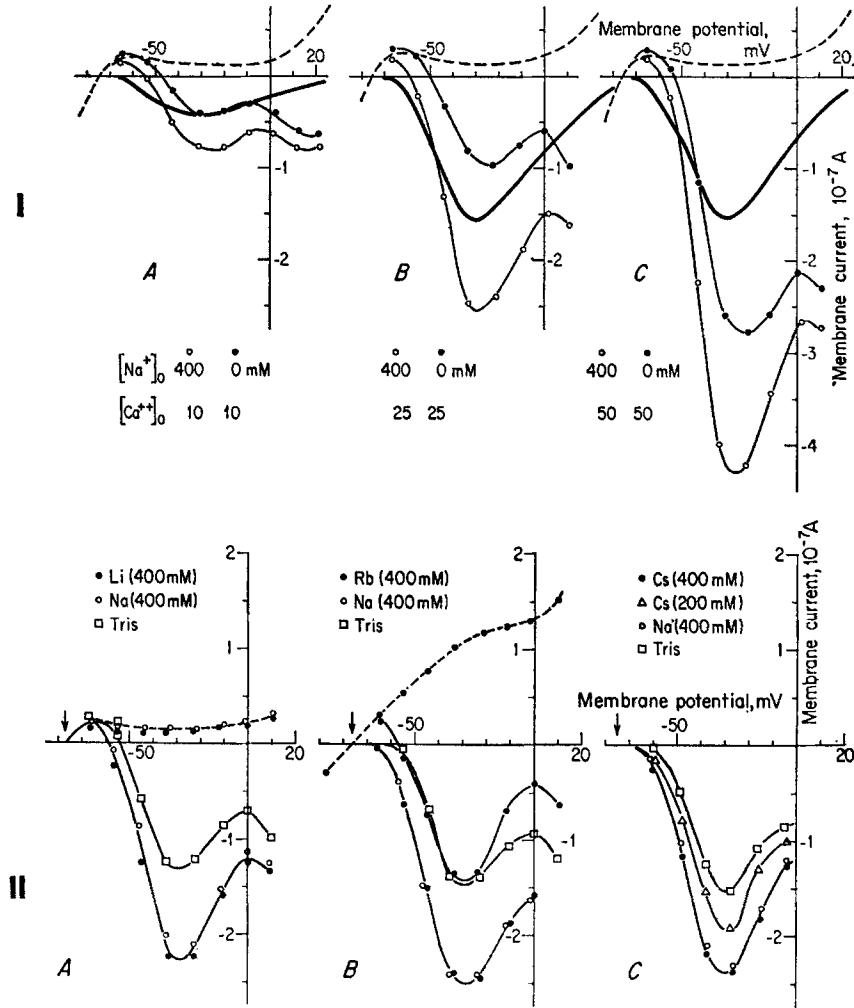 I
-50
20
-1
-2
A
-50
B
Membrane potential,
mV
-50
20
-1
-2
-3
-4
C
Membrane current, 10⁻⁷A
[Na⁺]₀ 400 0 mM
400 0 mM
400 0 mM
[Ca⁺⁺]₀ 10 10
25 25
50 50
II
• Li (400mM)
○ Na (400mM)
□ Tris
2
1
-50
20
-1
-2
A
• Rb (400mM)
○ Na (400mM)
□ Tris
2
1
-50
20
-1
-2
B
• Cs (400mM)
△ Cs (200mM)
○ Na (400mM)
□ Tris
2
1
Membrane potential, mV
-50
20
-1
-2
C
Membrane current, 10⁻⁷A